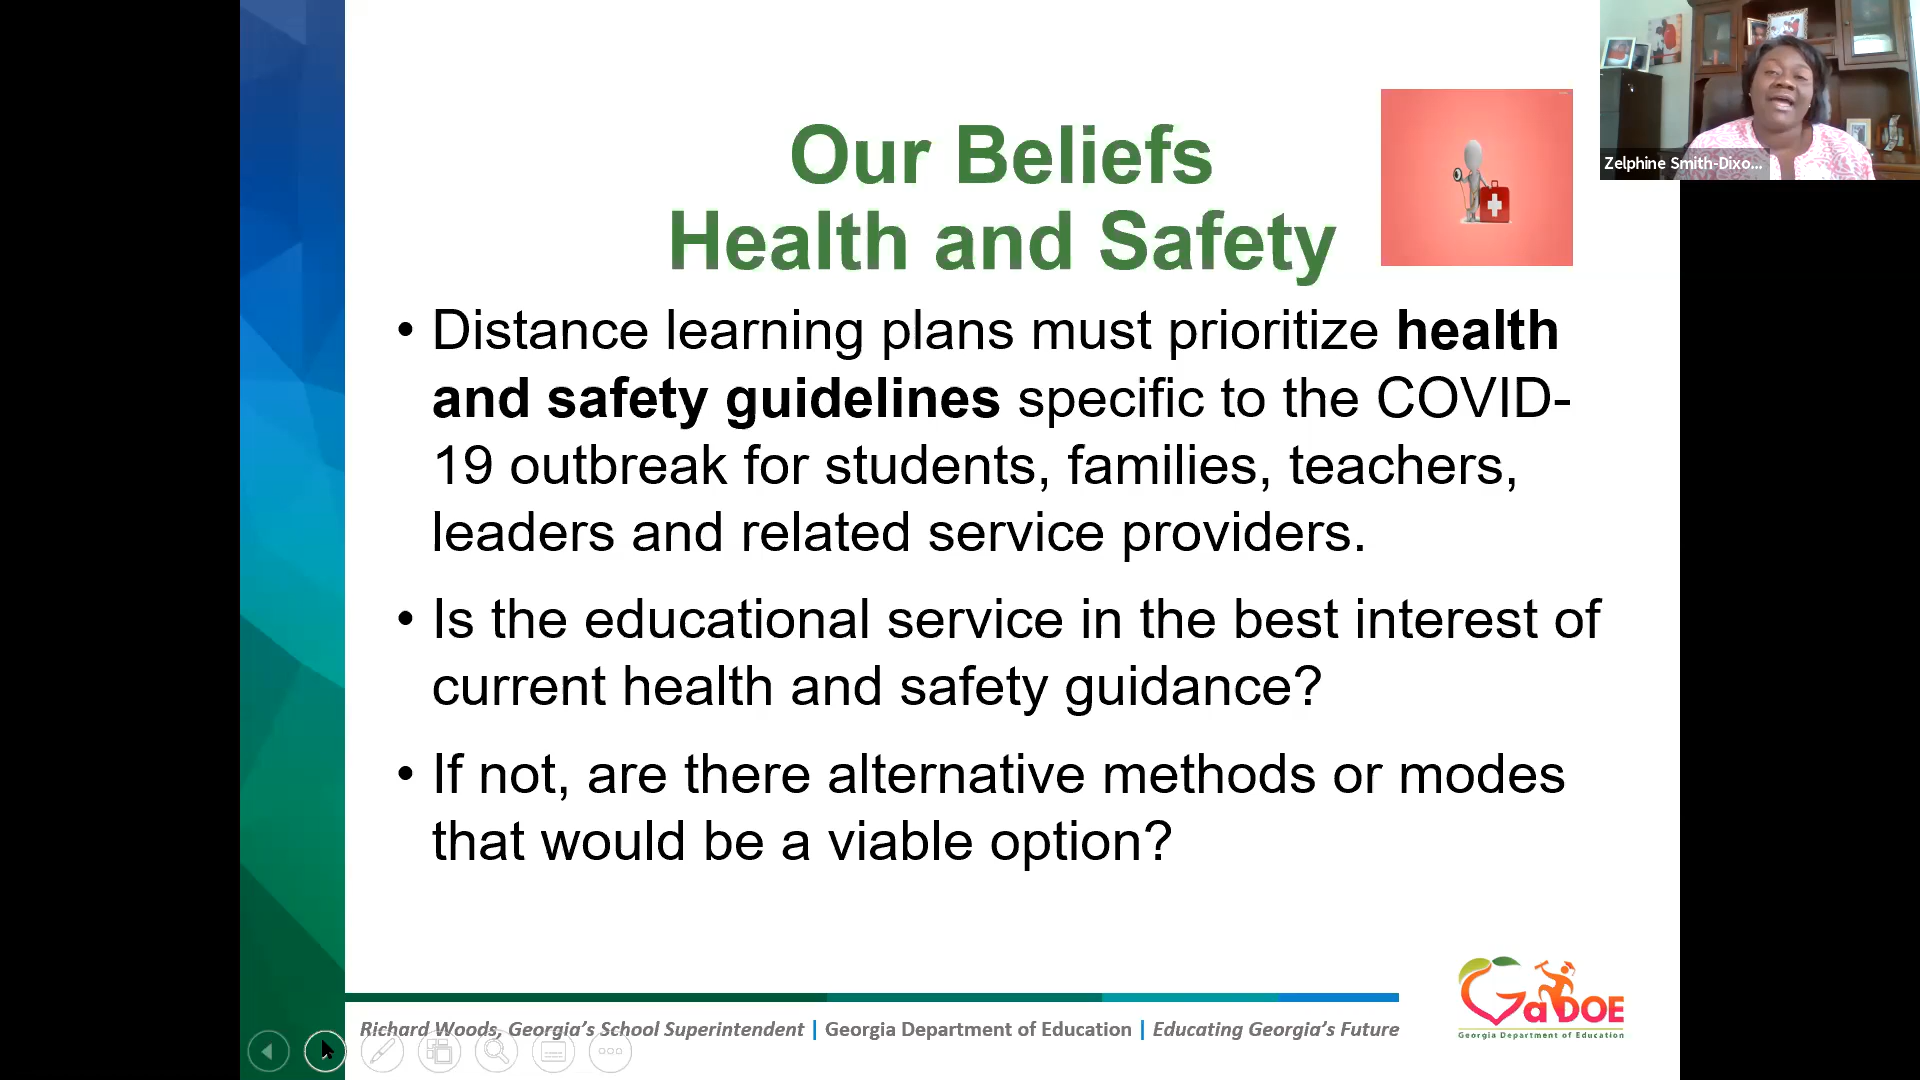 Our Beliefs
Health and Safety
Zelphine Smith-Dixo...
• Distance learning plans must prioritize health
and safety guidelines specific to the COVID-
19 outbreak for students, families, teachers,
leaders and related service providers.
• Is the educational service in the best interest of
current health and safety guidance?
• If not, are there alternative methods or modes
that would be a viable option?
Richard Woods, Georgia's School Superintendent | Georgia Department of Education | Educating Georgia's Future
GaDOE
Georgia Department of Education